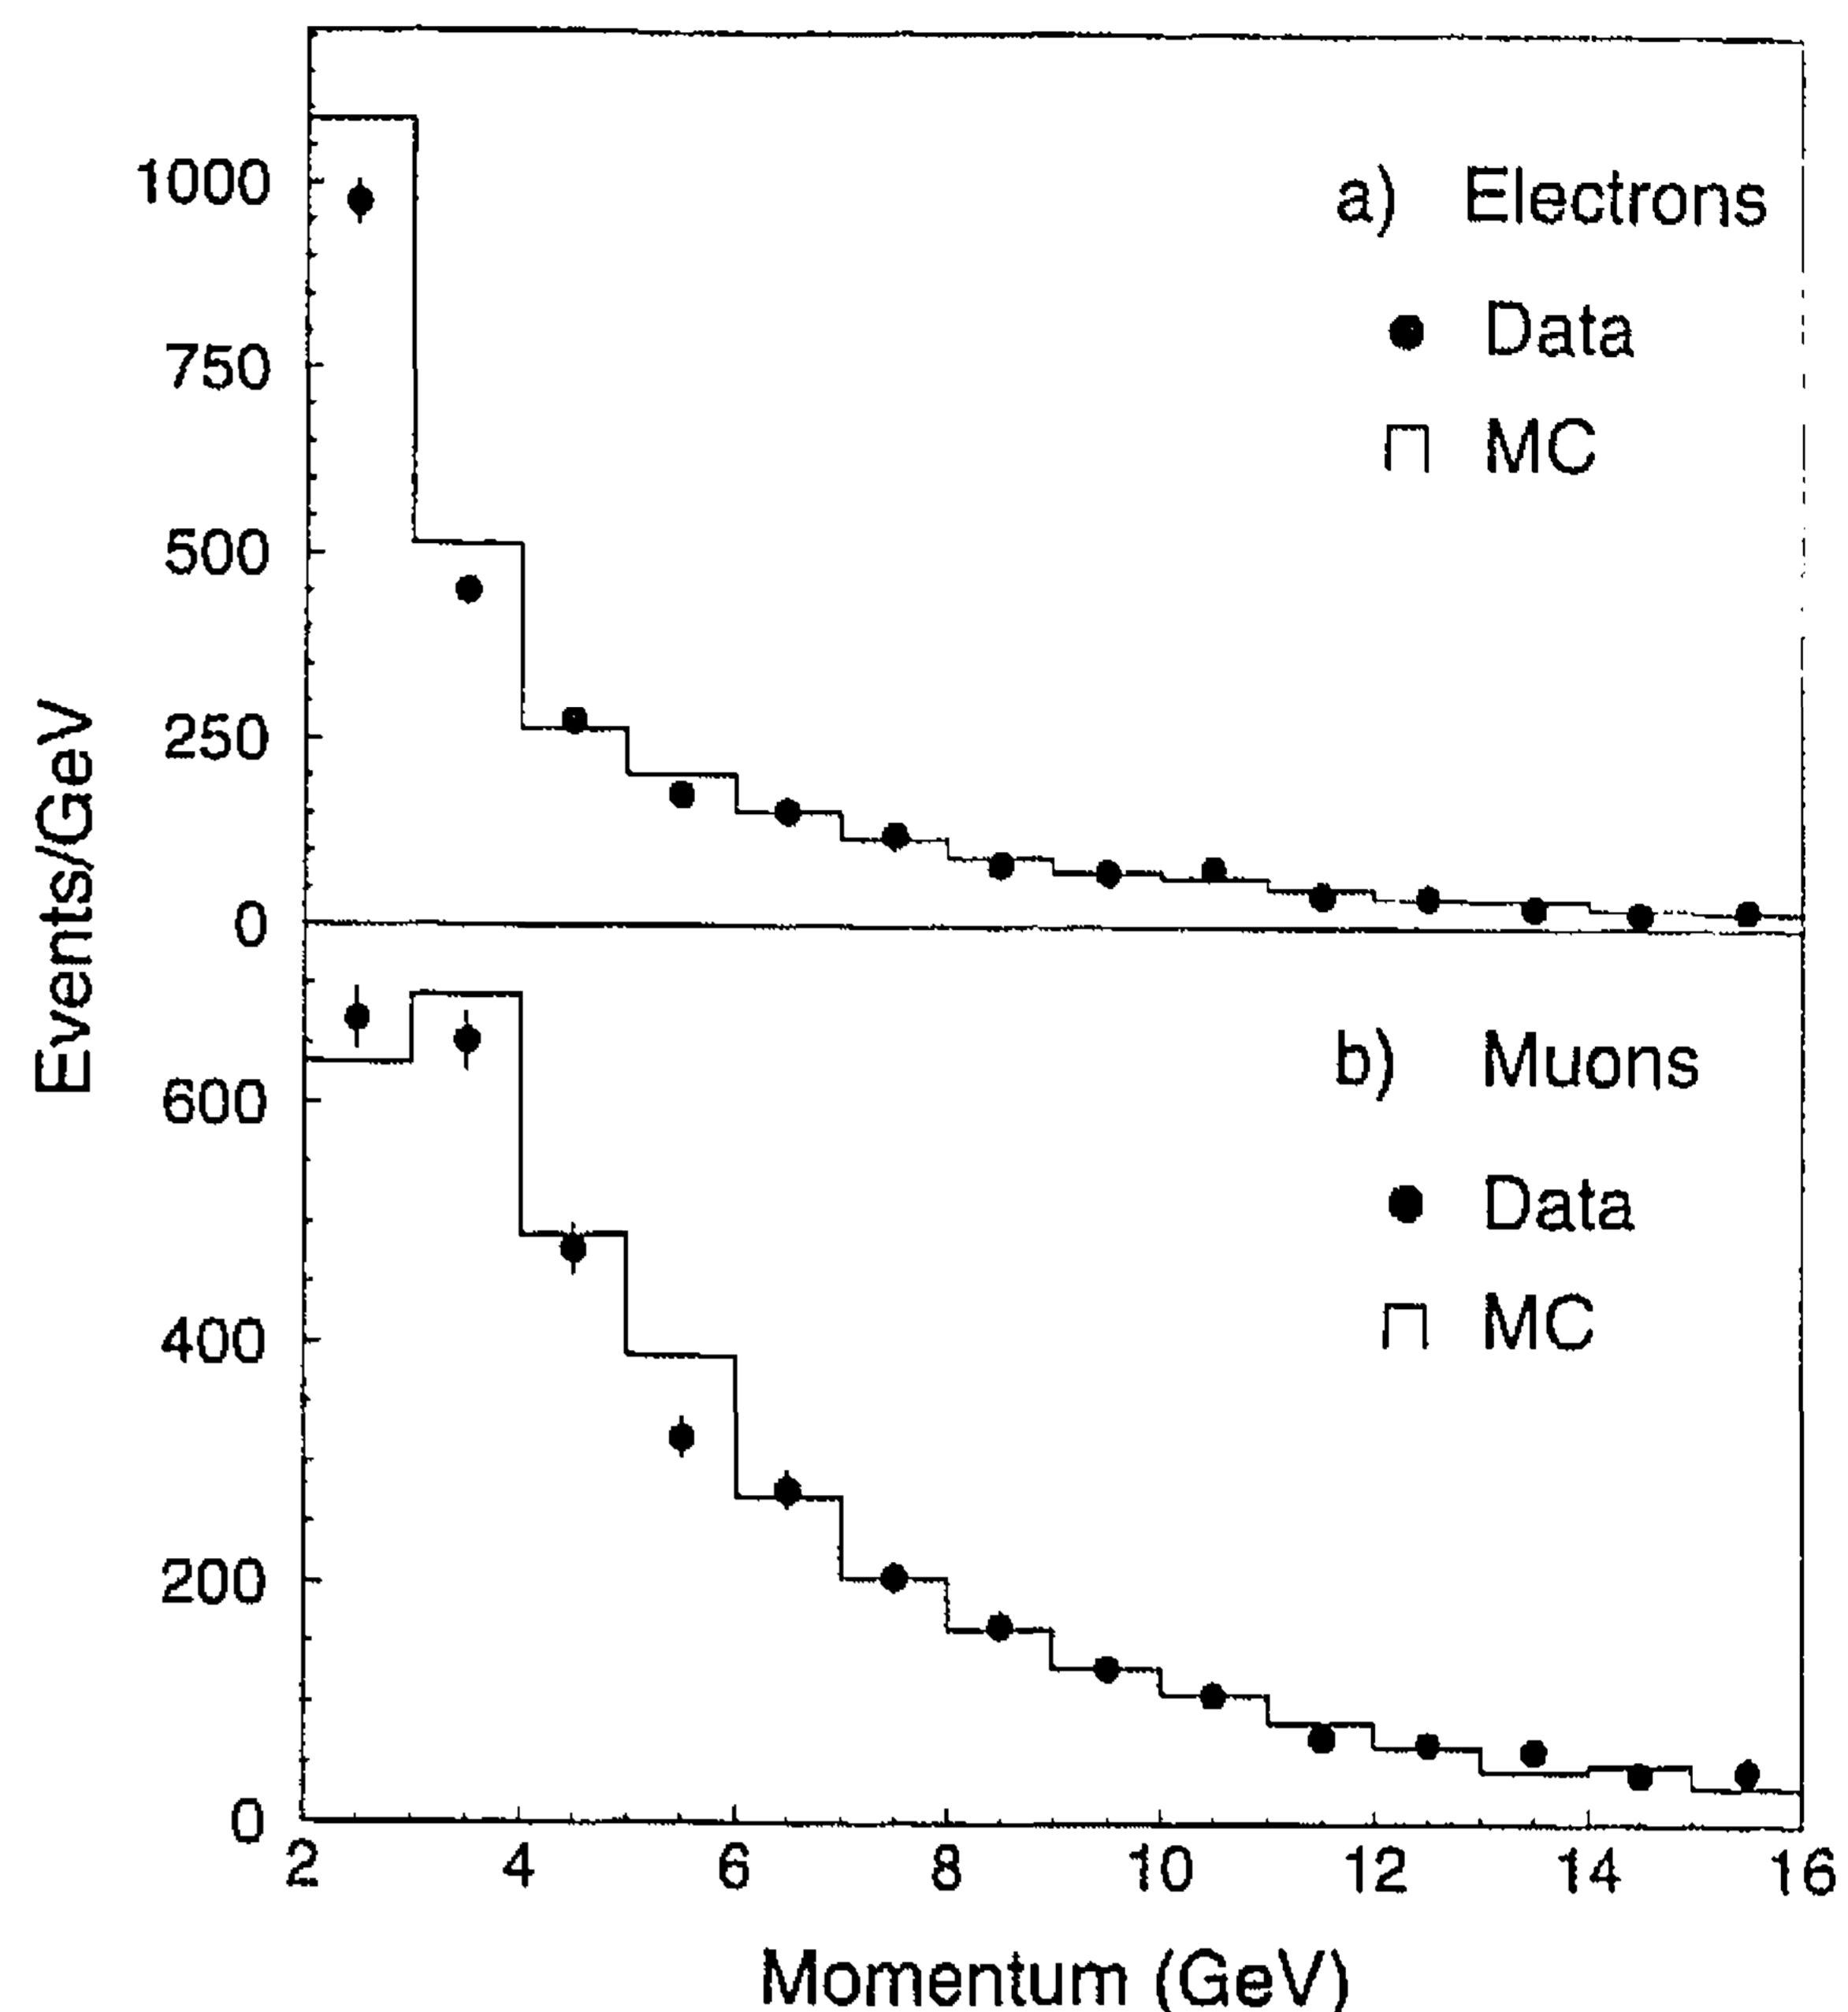 1000
750
500
250
0
a) Electrons
Data
MC
Events/GeV
600
400
200
0
b) Muons
Data
MC
2 4 6 8 10 12 14 16
Momentum (GeV)